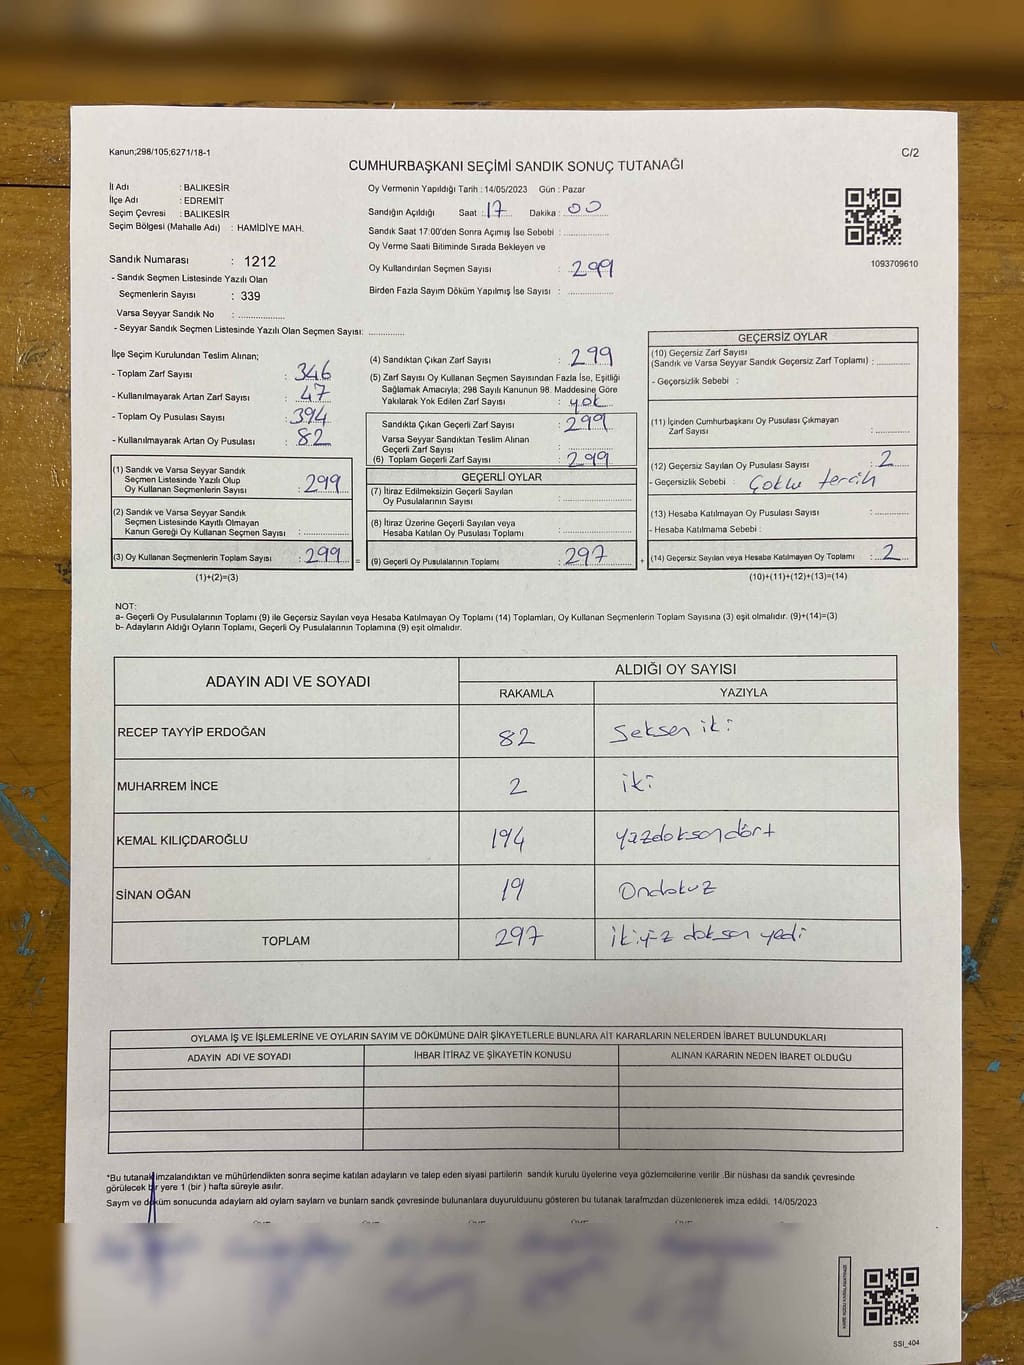 Kanun;298/105;6271/18-1
C/2
CUMHURBAŞKANI SEÇİMİ SANDIK SONUÇ TUTANAĞI
İl Adı : BALIKESİR
İlçe Adı : EDREMİT
Seçim Çevresi : BALIKESİR
Seçim Bölgesi (Mahalle Adı) : HAMİDİYE MAH.
Sandık Numarası : 1212
- Sandık Seçmen Listesinde Yazılı Olan
Seçmenlerin Sayısı : 339
Varsa Seyyar Sandık No : ..................
- Seyyar Sandık Seçmen Listesinde Yazılı Olan Seçmen Sayısı: .............
Oy Vermenin Yapıldığı Tarih : 14/05/2023 Gün : Pazar
Sandığın Açıldığı Saat : 17 Dakika : 00
Sandık Saat 17:00'den Sonra Açımış İse Sebebi : ................
Oy Verme Saati Bitiminde Sırada Bekleyen ve
Oy Kullandırılan Seçmen Sayısı : 299
Birden Fazla Sayım Döküm Yapılmış İse Sayısı : ................
1093709610
İlçe Seçim Kurulundan Teslim Alınan;
- Toplam Zarf Sayısı : 346
- Kullanılmayarak Artan Zarf Sayısı : 47
- Toplam Oy Pusulası Sayısı : 394
- Kullanılmayarak Artan Oy Pusulası : 82
(1) Sandık ve Varsa Seyyar Sandık
Seçmen Listesinde Yazılı Olup
Oy Kullanan Seçmenlerin Sayısı : 299
(2) Sandık ve Varsa Seyyar Sandık
Seçmen Listesinde Kayıtlı Olmayan
Kanun Gereği Oy Kullanan Seçmen Sayısı : ................
(3) Oy Kullanan Seçmenlerin Toplam Sayısı : 299 =
(1)+(2)=(3)
(4) Sandıktan Çıkan Zarf Sayısı : 299
(5) Zarf Sayısı Oy Kullanan Seçmen Sayısından Fazla İse, Eşitliği
Sağlamak Amacıyla; 298 Sayılı Kanunun 98. Maddesine Göre
Yakılarak Yok Edilen Zarf Sayısı : yok
Sandıkta Çıkan Geçerli Zarf Sayısı : 299
Varsa Seyyar Sandıktan Teslim Alınan
Geçerli Zarf Sayısı : ................
(6) Toplam Geçerli Zarf Sayısı : 299
GEÇERLİ OYLAR
(7) İtiraz Edilmeksizin Geçerli Sayılan
Oy Pusulalarının Sayısı : ................
(8) İtiraz Üzerine Geçerli Sayılan veya
Hesaba Katılan Oy Pusulası Toplamı : ................
(9) Geçerli Oy Pusulalarının Toplamı : 297 +
GEÇERSİZ OYLAR
(10) Geçersiz Zarf Sayısı
(Sandık ve Varsa Seyyar Sandık Geçersiz Zarf Toplamı) : ............
- Geçersizlik Sebebi :
(11) İçinden Cumhurbaşkanı Oy Pusulası Çıkmayan
Zarf Sayısı : ............
(12) Geçersiz Sayılan Oy Pusulası Sayısı : 2
- Geçersizlik Sebebi : Çoklu tercih
(13) Hesaba Katılmayan Oy Pusulası Sayısı : ............
- Hesaba Katılmama Sebebi :
(14) Geçersiz Sayılan veya Hesaba Katılmayan Oy Toplamı : 2
(10)+(11)+(12)+(13)=(14)
NOT:
a- Geçerli Oy Pusulalarının Toplamı (9) ile Geçersiz Sayılan veya Hesaba Katılmayan Oy Toplamı (14) Toplamları, Oy Kullanan Seçmenlerin Toplam Sayısına (3) eşit olmalıdır. (9)+(14)=(3)
b- Adayların Aldığı Oyların Toplamı, Geçerli Oy Pusulalarının Toplamına (9) eşit olmalıdır.
ADAYIN ADI VE SOYADI
ALDIĞI OY SAYISI
RAKAMLA YAZIYLA
RECEP TAYYİP ERDOĞAN 82 Seksen iki
MUHARREM İNCE 2 iki
KEMAL KILIÇDAROĞLU 194 yüzdoksandört
SİNAN OĞAN 19 Ondokuz
TOPLAM 297 ikiyüz doksan yedi
OYLAMA İŞ VE İŞLEMLERİNE VE OYLARIN SAYIM VE DÖKÜMÜNE DAİR ŞİKAYETLERLE BUNLARA AİT KARARLARIN NELERDEN İBARET BULUNDUKLARI
ADAYIN ADI VE SOYADI İHBAR İTİRAZ VE ŞİKAYETİN KONUSU ALINAN KARARIN NEDEN İBARET OLDUĞU
*Bu tutanak imzalandıktan ve mühürlendikten sonra seçime katılan adayların ve talep eden siyasi partilerin sandık kurulu üyelerine veya gözlemcilerine verilir .Bir nüshası da sandık çevresinde
görülecek bir yere 1 (bir ) hafta süreyle asılır.
Sayım ve döküm sonucunda adayların ald oyların sayların ve bunların sandk çevresinde bulunanlara duyurulduunu gösteren bu tutanak tarafmzdan düzenlenerek imza edildi. 14/05/2023
SSI_404